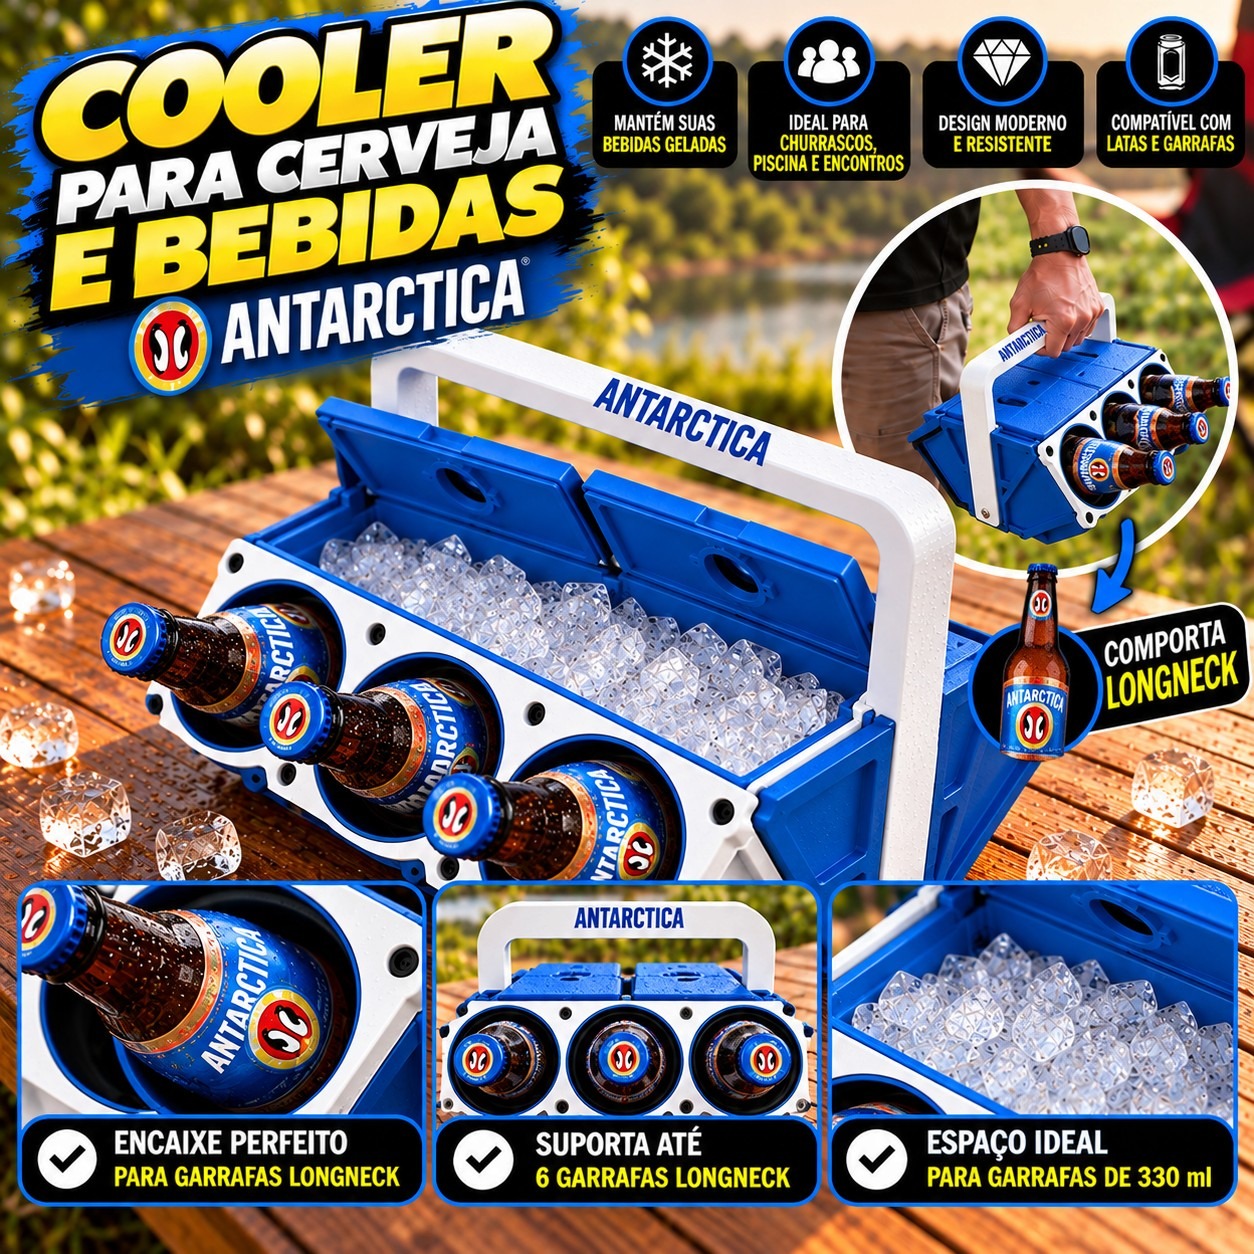 COOLER
PARA CERVEJA
E BEBIDAS
ANTARCTICA®
MANTÉM SUAS
BEBIDAS GELADAS
IDEAL PARA
CHURRASCOS,
PISCINA E ENCONTROS
DESIGN MODERNO
E RESISTENTE
COMPATÍVEL COM
LATAS E GARRAFAS
ANTARCTICA
ANTARCTICA
COMPORTA
LONGNECK
ANTARCTICA
ANTARCTICA
ANTARCTICA
ANTARCTICA
ANTARCTICA
ENCAIXE PERFEITO
PARA GARRAFAS LONGNECK
SUPORTA ATÉ
6 GARRAFAS LONGNECK
ESPAÇO IDEAL
PARA GARRAFAS DE 330 ml